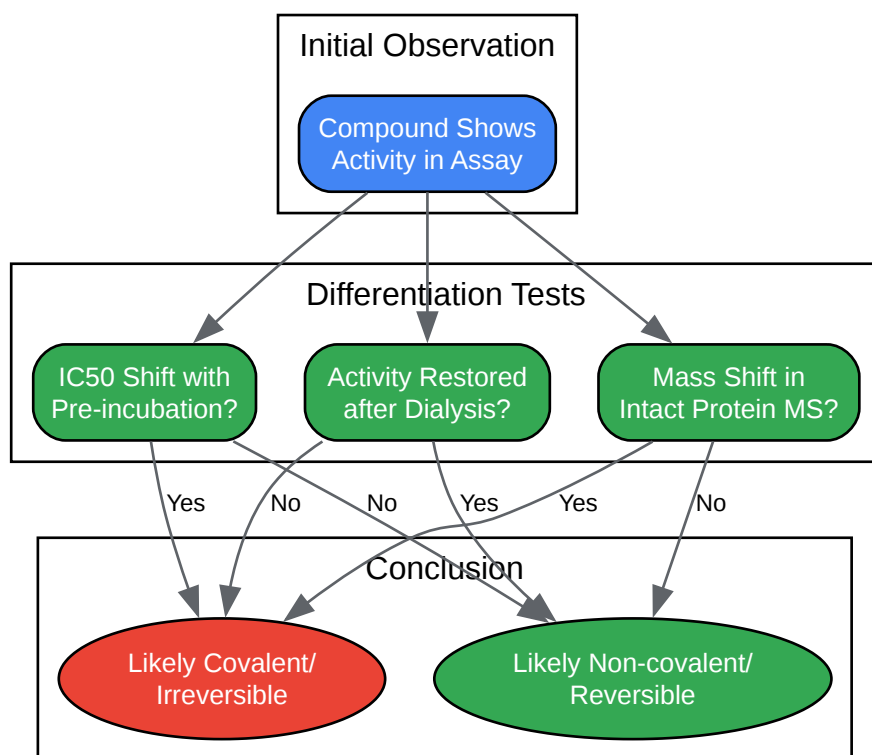 Initial Observation
Compound Shows
Activity in Assay
Differentiation Tests
IC50 Shift with
Pre-incubation?
Activity Restored
after Dialysis?
Mass Shift in
Intact Protein MS?
Yes
No
No
Yes
Yes
No
Conclusion
Likely Covalent/
Irreversible
Likely Non-covalent/
Reversible